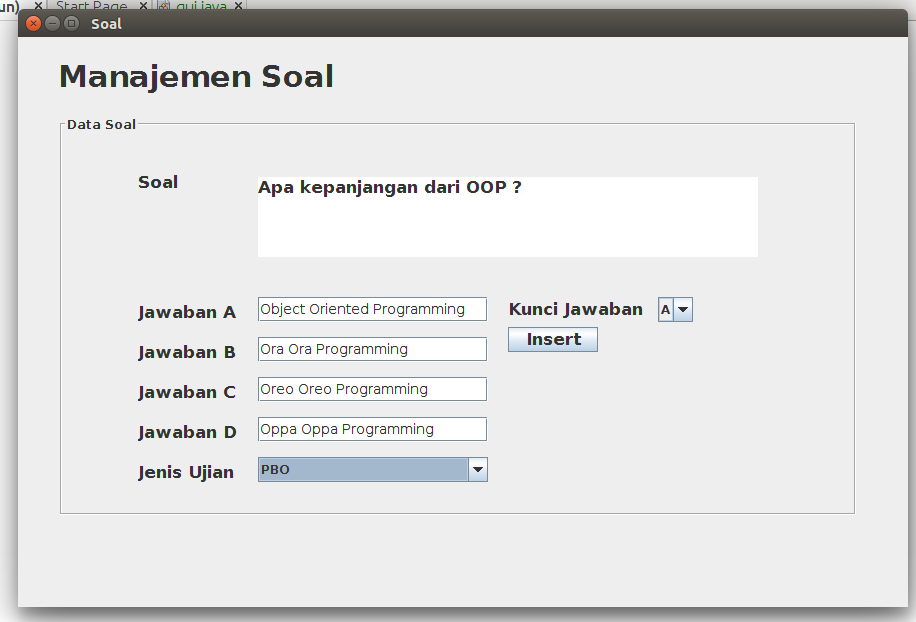 un)
Start Page
gui.java
Soal
Manajemen Soal
Data Soal
Soal
Apa kepanjangan dari OOP ?
Jawaban A
Object Oriented Programming
Kunci Jawaban
A
Jawaban B
Ora Ora Programming
Insert
Jawaban C
Oreo Oreo Programming
Jawaban D
Oppa Oppa Programming
Jenis Ujian
PBO